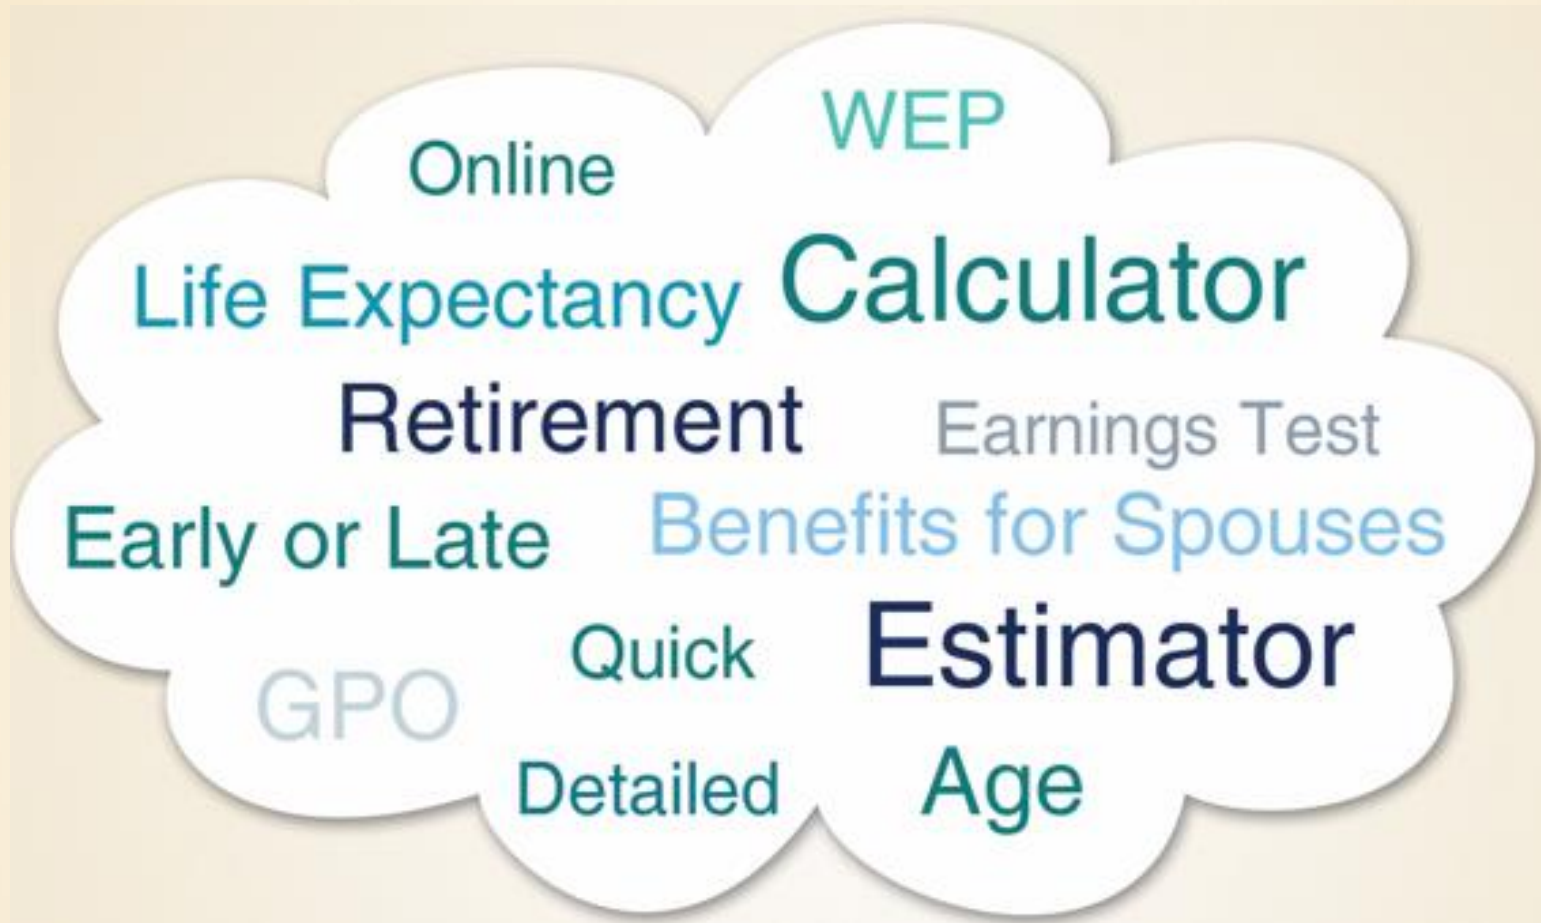 WEP
Online
Life Expectancy Calculator
Retirement Earnings Test
Early or Late Benefits for Spouses
Quick Estimator
GPO
Detailed Age